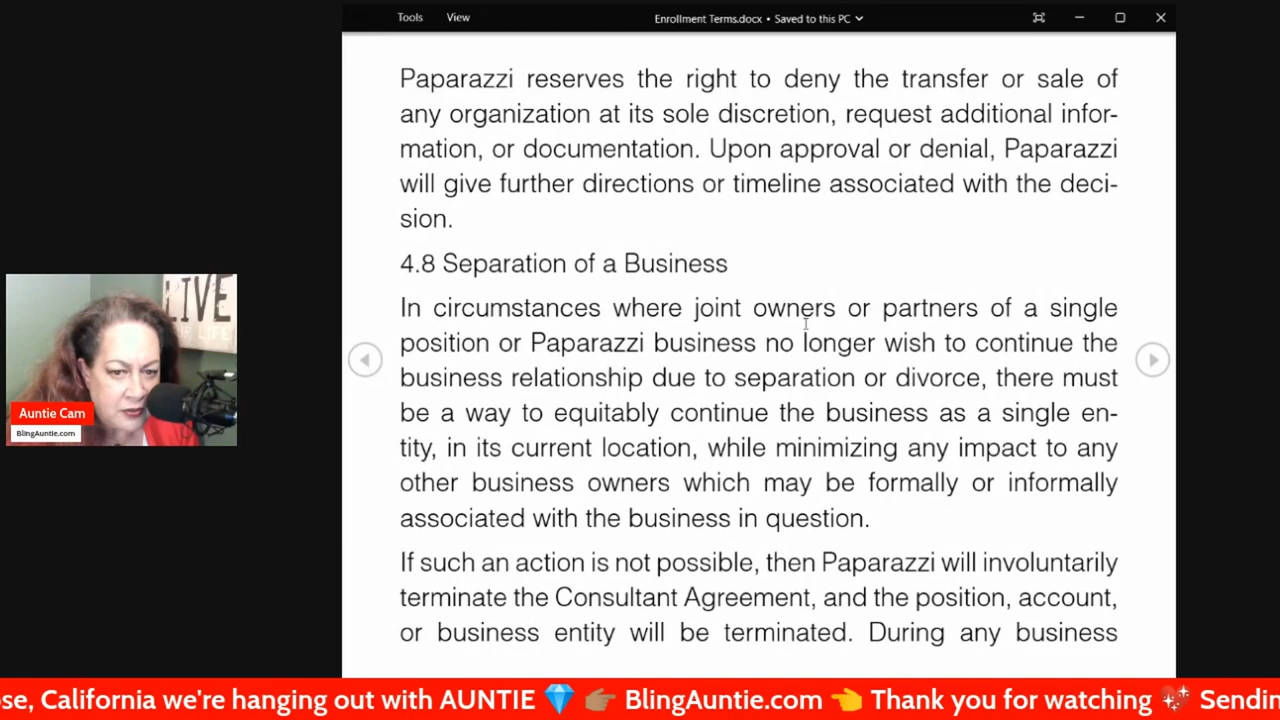 Tools View Enrollment Terms.docx • Saved to this PC
Paparazzi reserves the right to deny the transfer or sale of
any organization at its sole discretion, request additional infor-
mation, or documentation. Upon approval or denial, Paparazzi
will give further directions or timeline associated with the deci-
sion.
4.8 Separation of a Business
In circumstances where joint owners or partners of a single
position or Paparazzi business no longer wish to continue the
business relationship due to separation or divorce, there must
be a way to equitably continue the business as a single en-
tity, in its current location, while minimizing any impact to any
other business owners which may be formally or informally
associated with the business in question.
If such an action is not possible, then Paparazzi will involuntarily
terminate the Consultant Agreement, and the position, account,
or business entity will be terminated. During any business
LIVE
Auntie Cam
BlingAuntie.com
se, California we're hanging out with AUNTIE 💎 👉🏽 BlingAuntie.com 👈 Thank you for watching 💖 Sendin